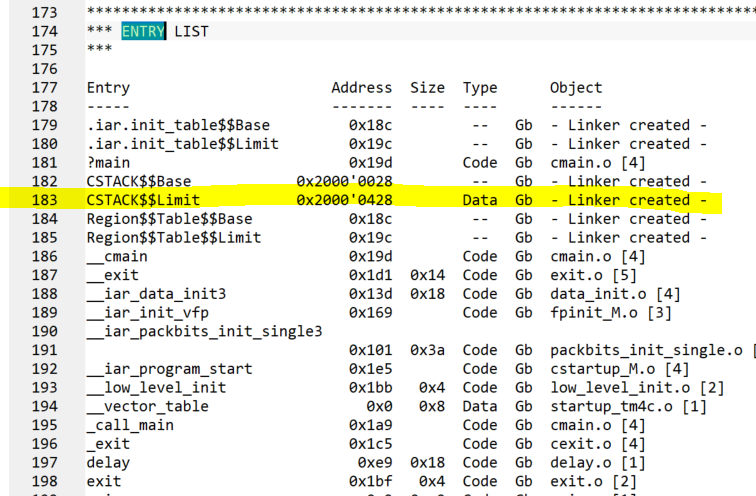 173 ****************************************************************************
174 *** ENTRY LIST
175 ***
176
177 Entry Address Size Type Object
178 ----- ------- ---- ---- ------
179 .iar.init_table$$Base 0x18c -- Gb - Linker created -
180 .iar.init_table$$Limit 0x19c -- Gb - Linker created -
181 ?main 0x19d Code Gb cmain.o [4]
182 CSTACK$$Base 0x2000'0028 -- Gb - Linker created -
183 CSTACK$$Limit 0x2000'0428 Data Gb - Linker created -
184 Region$$Table$$Base 0x18c -- Gb - Linker created -
185 Region$$Table$$Limit 0x19c -- Gb - Linker created -
186 __cmain 0x19d Code Gb cmain.o [4]
187 __exit 0x1d1 0x14 Code Gb exit.o [5]
188 __iar_data_init3 0x13d 0x18 Code Gb data_init.o [4]
189 __iar_init_vfp 0x169 Code Gb fpinit_M.o [3]
190 __iar_packbits_init_single3
191 0x101 0x3a Code Gb packbits_init_single.o [
192 __iar_program_start 0x1e5 Code Gb cstartup_M.o [4]
193 __low_level_init 0x1bb 0x4 Code Gb low_level_init.o [2]
194 __vector_table 0x0 0x8 Data Gb startup_tm4c.o [1]
195 _call_main 0x1a9 Code Gb cmain.o [4]
196 _exit 0x1c5 Code Gb cexit.o [4]
197 delay 0xe9 0x18 Code Gb delay.o [1]
198 exit 0x1bf 0x4 Code Gb exit.o [2]